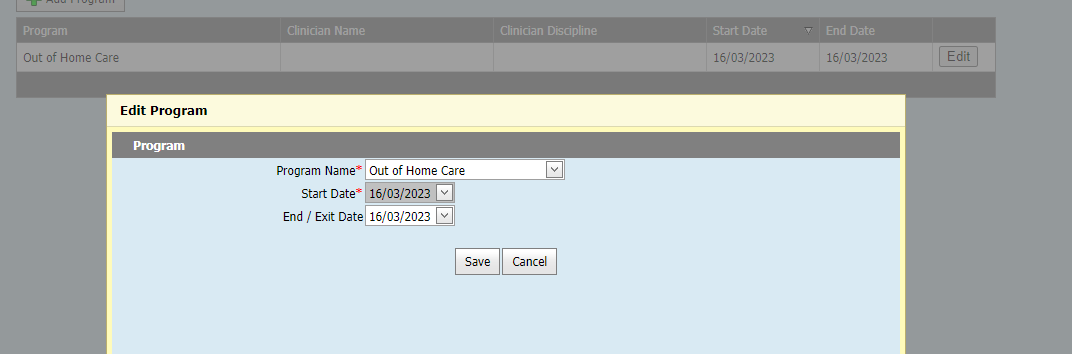 Add Program
Program Clinician Name Clinician Discipline Start Date End Date
Out of Home Care 16/03/2023 16/03/2023 Edit
Edit Program
Program
Program Name* Out of Home Care
Start Date* 16/03/2023
End / Exit Date 16/03/2023
Save Cancel